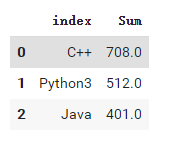 index Sum
0 C++ 708.0
1 Python3 512.0
2 Java 401.0